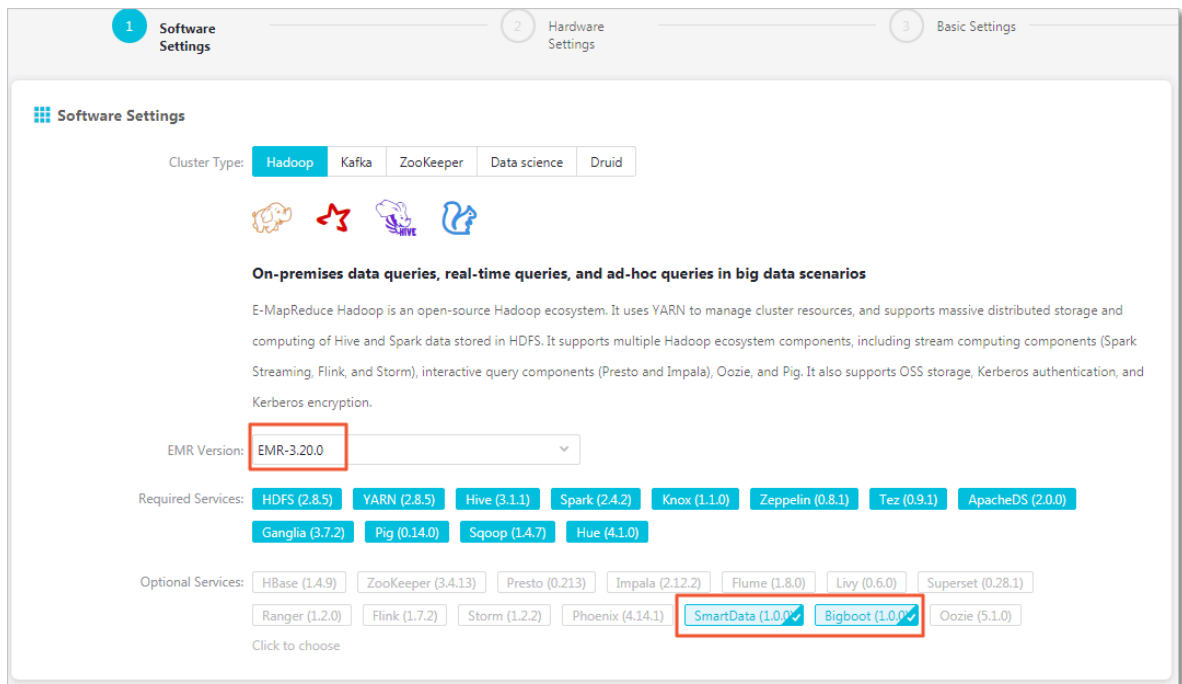 1 Software Settings
2 Hardware Settings
3 Basic Settings
Software Settings
Cluster Type: Hadoop Kafka ZooKeeper Data science Druid
HIVE
On-premises data queries, real-time queries, and ad-hoc queries in big data scenarios
E-MapReduce Hadoop is an open-source Hadoop ecosystem. It uses YARN to manage cluster resources, and supports massive distributed storage and
computing of Hive and Spark data stored in HDFS. It supports multiple Hadoop ecosystem components, including stream computing components (Spark
Streaming, Flink, and Storm), interactive query components (Presto and Impala), Oozie, and Pig. It also supports OSS storage, Kerberos authentication, and
Kerberos encryption.
EMR Version: EMR-3.20.0
Required Services: HDFS (2.8.5) YARN (2.8.5) Hive (3.1.1) Spark (2.4.2) Knox (1.1.0) Zeppelin (0.8.1) Tez (0.9.1) ApacheDS (2.0.0)
Ganglia (3.7.2) Pig (0.14.0) Sqoop (1.4.7) Hue (4.1.0)
Optional Services: HBase (1.4.9) ZooKeeper (3.4.13) Presto (0.213) Impala (2.12.2) Flume (1.8.0) Livy (0.6.0) Superset (0.28.1)
Ranger (1.2.0) Flink (1.7.2) Storm (1.2.2) Phoenix (4.14.1) SmartData (1.0.0) Bigboot (1.0.0) Oozie (5.1.0)
Click to choose